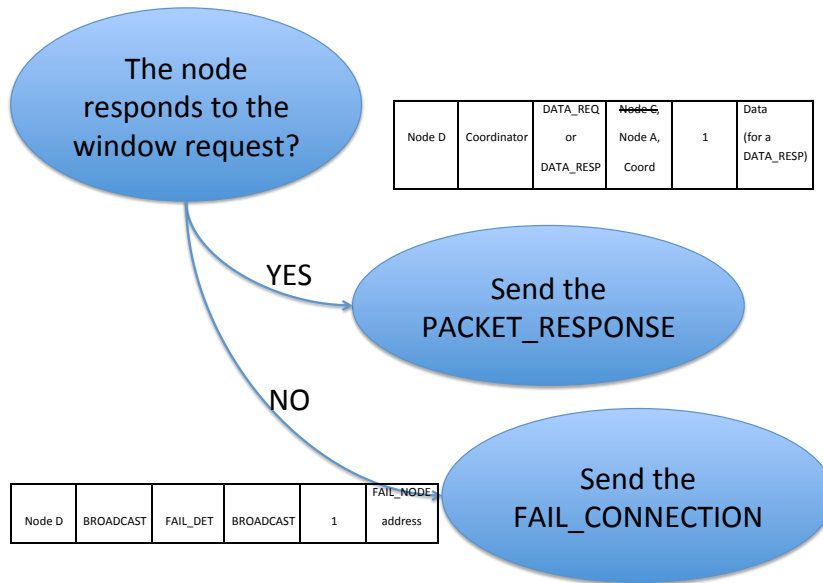 The node
responds to the
window request?
Node D
Coordinator
DATA_REQ
or
DATA_RESP
Node C,
Node A,
Coord
1
Data
(for a
DATA_RESP)
YES
Send the
PACKET_RESPONSE
NO
Node D
BROADCAST
FAIL_DET
BROADCAST
1
FAIL_NODE
address
Send the
FAIL_CONNECTION